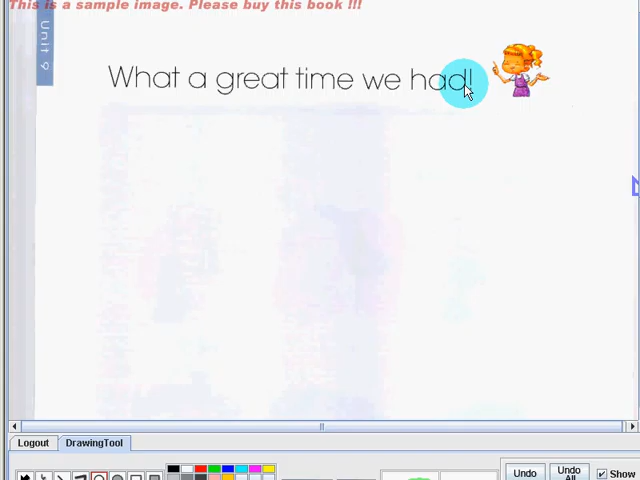 This is a sample image. Please buy this book !!!
Unit 9
What a great time we had!
Logout
DrawingTool
Undo
Undo All
Show